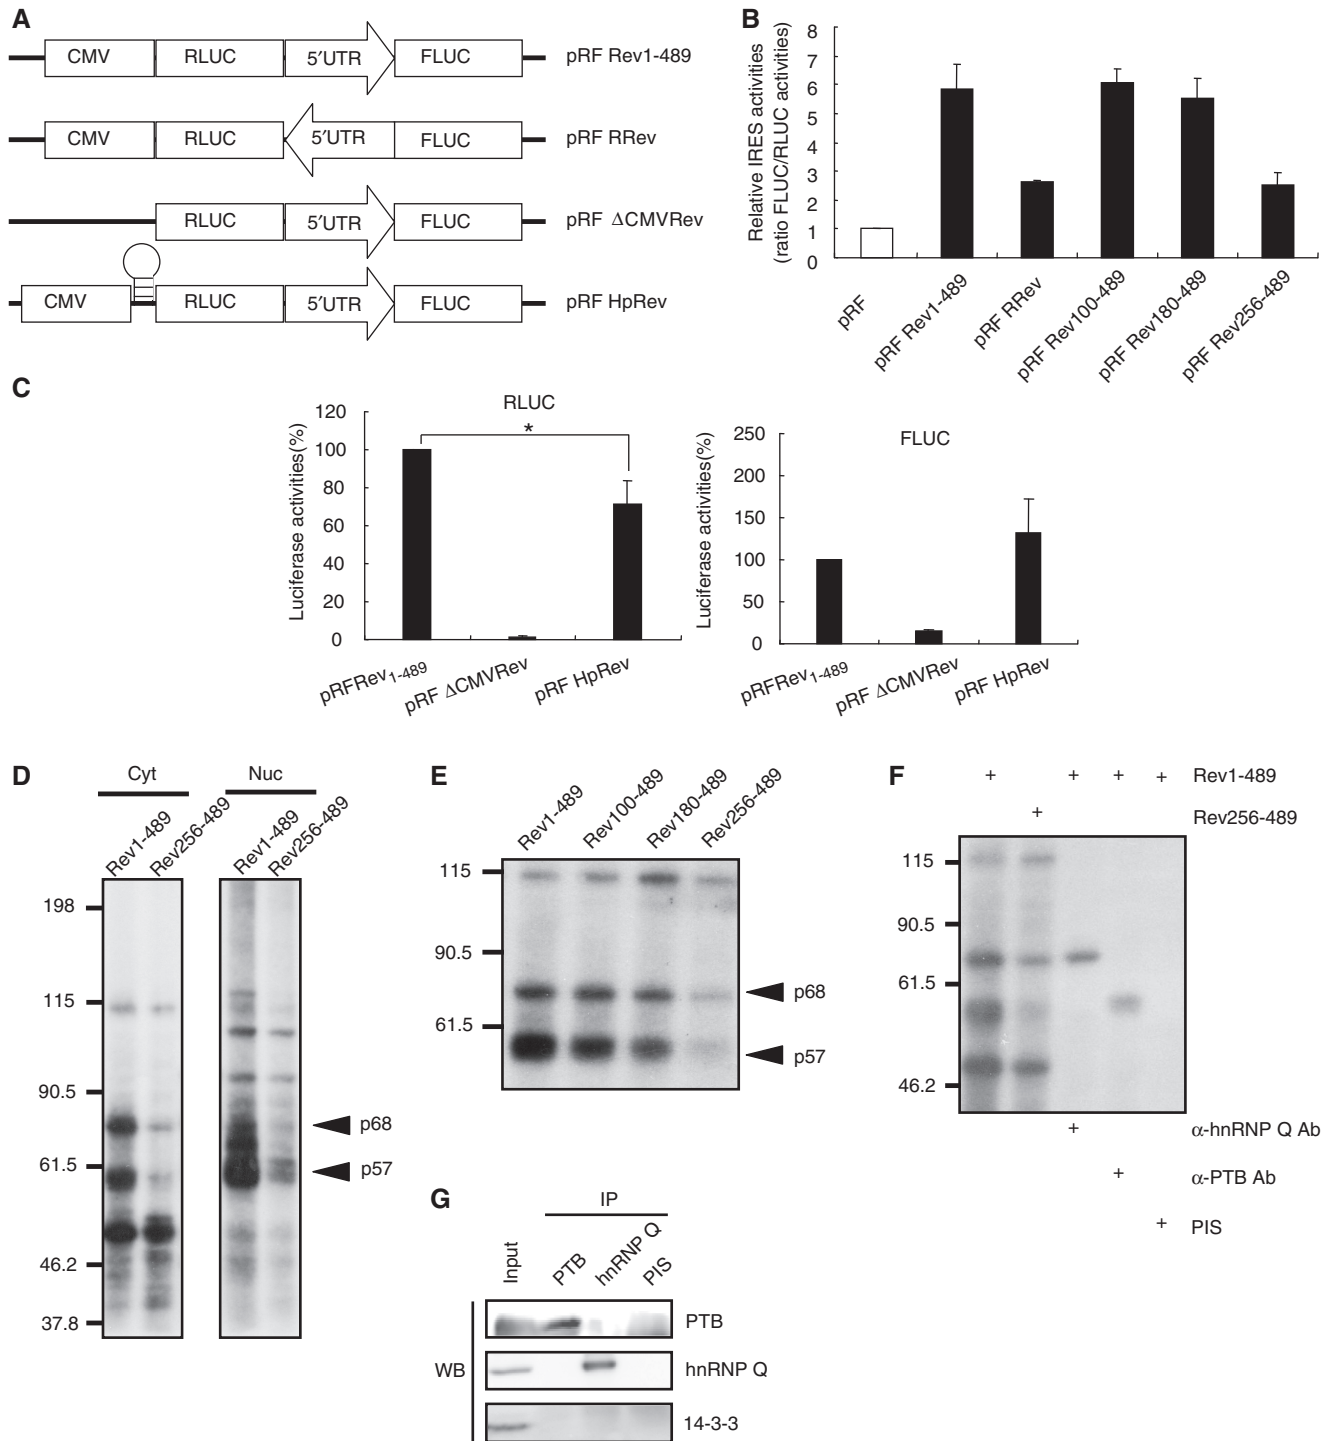 A
CMV RLUC 5′UTR FLUC pRF Rev1-489
CMV RLUC 5′UTR FLUC pRF RRev
RLUC 5′UTR FLUC pRF ΔCMVRev
CMV RLUC 5′UTR FLUC pRF HpRev
B
Relative IRES activities
(ratio FLUC/RLUC activities)
8
7
6
5
4
3
2
1
0
pRF
pRF Rev1-489
pRF RRev
pRF Rev100-489
pRF Rev180-489
pRF Rev256-489
C
RLUC
Luciferase activities(%)
120
100
80
60
40
20
0
*
pRFRev1-489
pRF ΔCMVRev
pRF HpRev
FLUC
Luciferase activities(%)
250
200
150
100
50
0
pRFRev1-489
pRF ΔCMVRev
pRF HpRev
D
Cyt Nuc
Rev1-489
Rev256-489
Rev1-489
Rev256-489
198
115
90.5
61.5
46.2
37.8
p68
p57
E
Rev1-489
Rev100-489
Rev180-489
Rev256-489
115
90.5
61.5
p68
p57
F
+ + + + Rev1-489
+ Rev256-489
115
90.5
61.5
46.2
+ α-hnRNP Q Ab
+ α-PTB Ab
+ PIS
G
IP
Input
PTB
hnRNP Q
PIS
WB
PTB
hnRNP Q
14-3-3